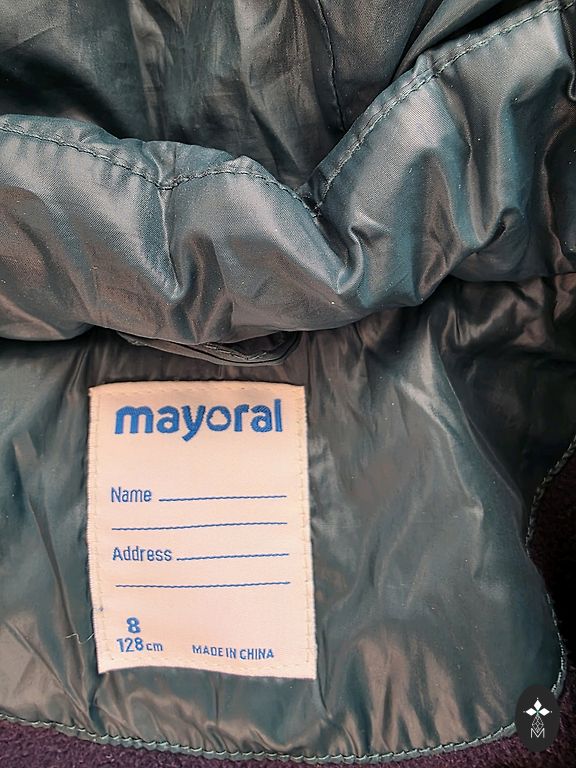 mayoral
Name
Address
8
128cm
MADE IN CHINA
M